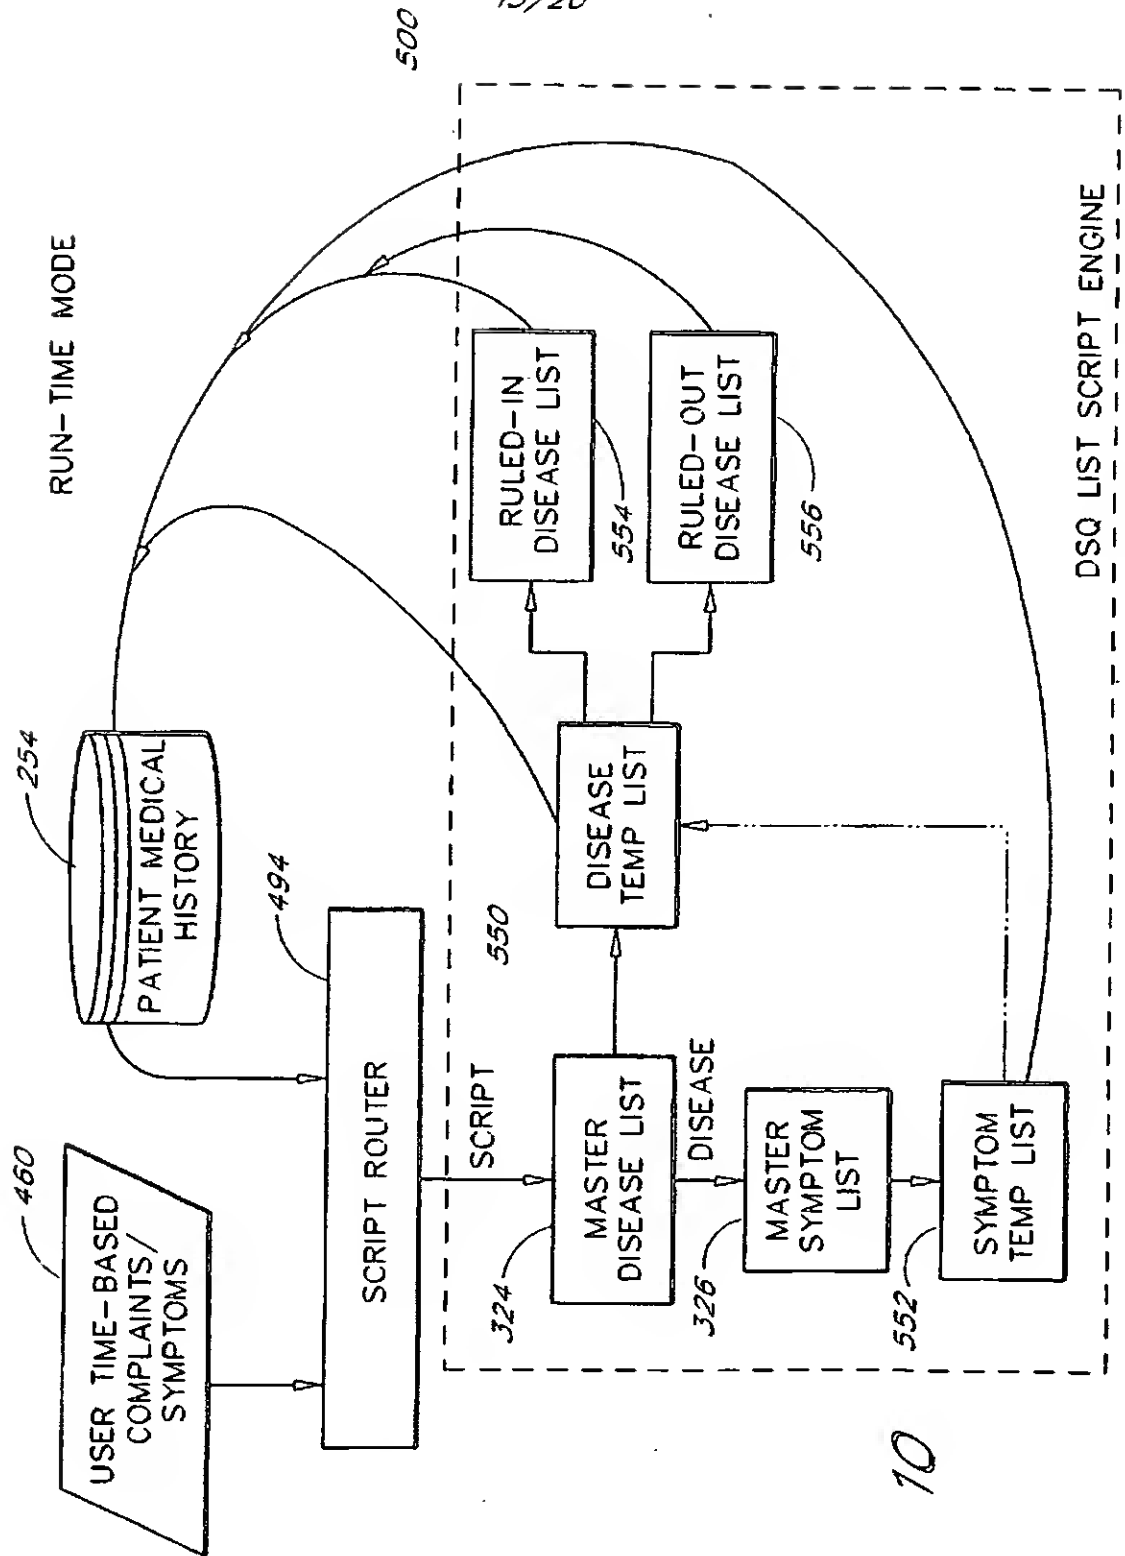 15/20
RUN-TIME MODE
500
254
PATIENT MEDICAL
HISTORY
460
USER TIME-BASED
COMPLAINTS/
SYMPTOMS
494
SCRIPT ROUTER
SCRIPT
550
324
MASTER
DISEASE LIST
DISEASE
TEMP LIST
RULED-IN
DISEASE LIST
554
RULED-OUT
DISEASE LIST
556
DISEASE
326
MASTER
SYMPTOM
LIST
552
SYMPTOM
TEMP LIST
DSQ LIST SCRIPT ENGINE
10